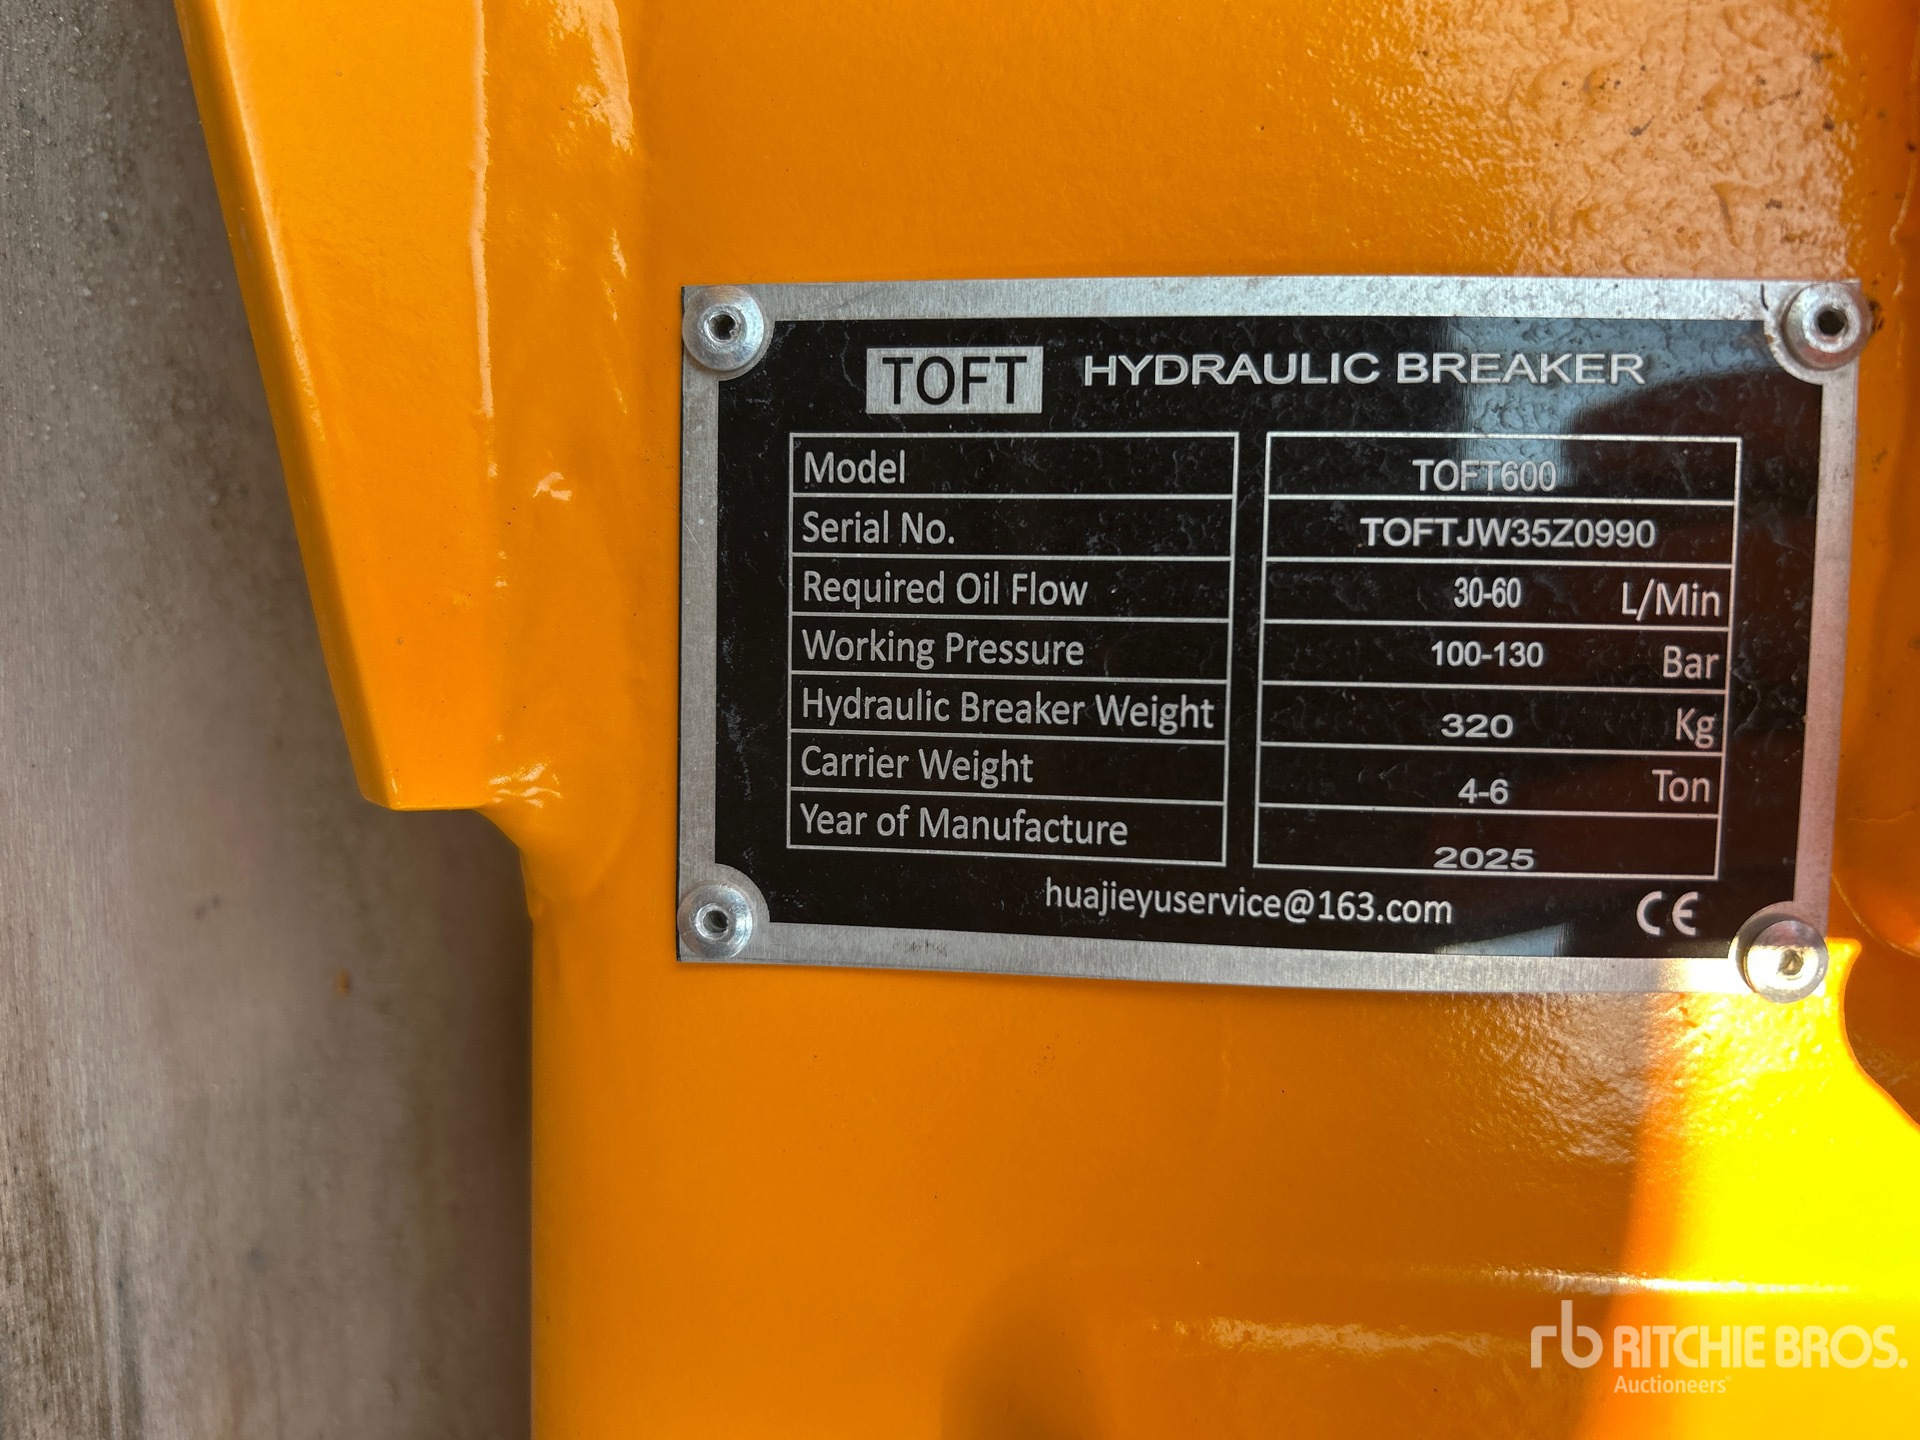 TOFT HYDRAULIC BREAKER
Model TOFT600
Serial No. TOFTJW35Z0990
Required Oil Flow 30-60 L/Min
Working Pressure 100-130 Bar
Hydraulic Breaker Weight 320 Kg
Carrier Weight 4-6 Ton
Year of Manufacture 2025
huajieyuservice@163.com CE
rb RITCHIE BROS.
Auctioneers